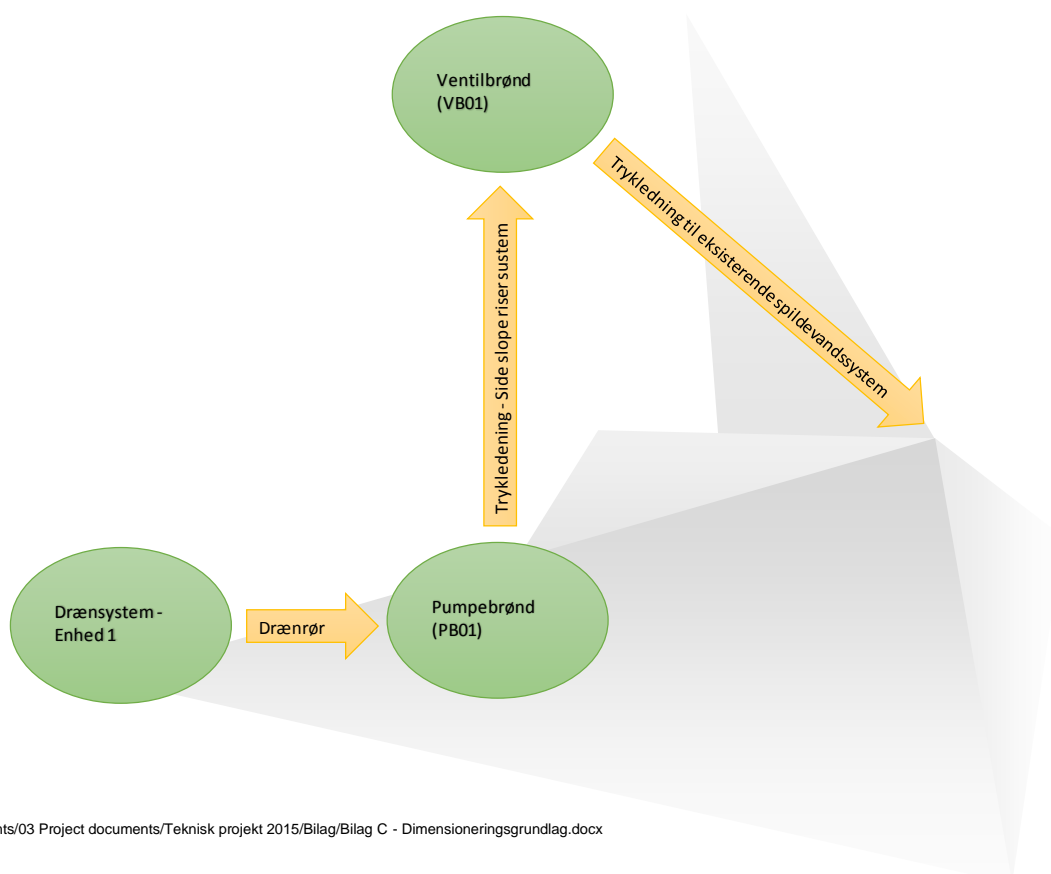 Ventilbrønd
(VB01)
Trykledning til eksisterende spildevandssystem
Trykledening - Side slope riser sustem
Drænsystem -
Enhed 1
Drænrør
Pumpebrønd
(PB01)
nts/03 Project documents/Teknisk projekt 2015/Bilag/Bilag C - Dimensioneringsgrundlag.docx